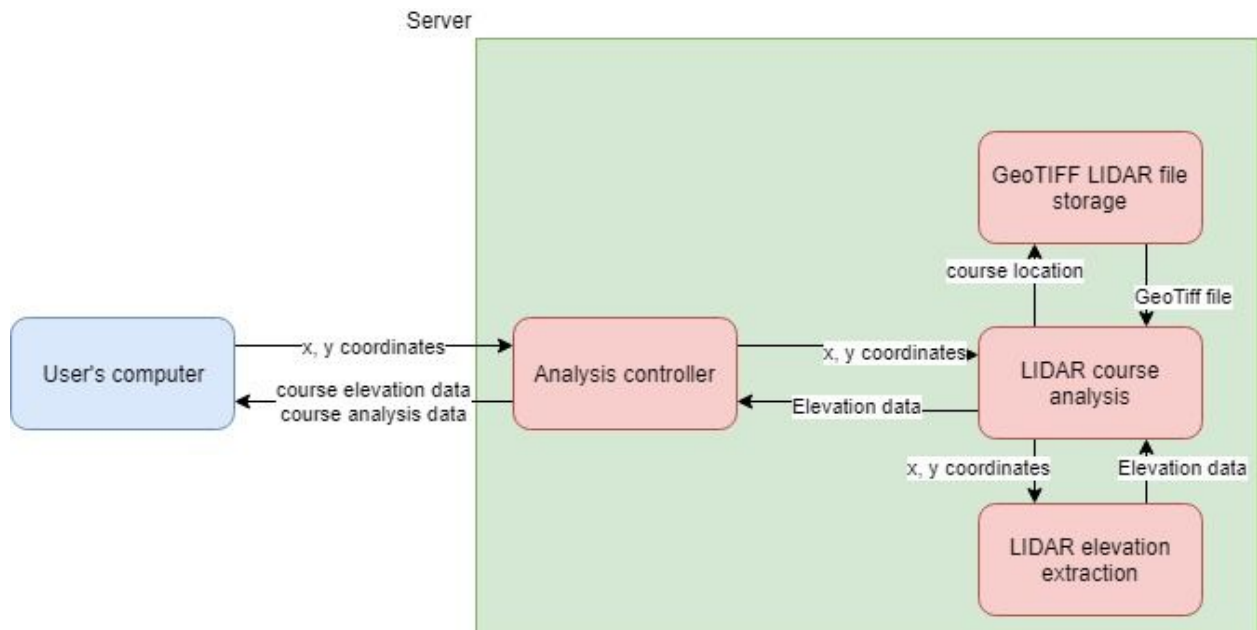 Server
GeoTIFF LIDAR file
storage
course location
GeoTiff file
User's computer
x, y coordinates
course elevation data
course analysis data
Analysis controller
x, y coordinates
Elevation data
LIDAR course
analysis
x, y coordinates
Elevation data
LIDAR elevation
extraction